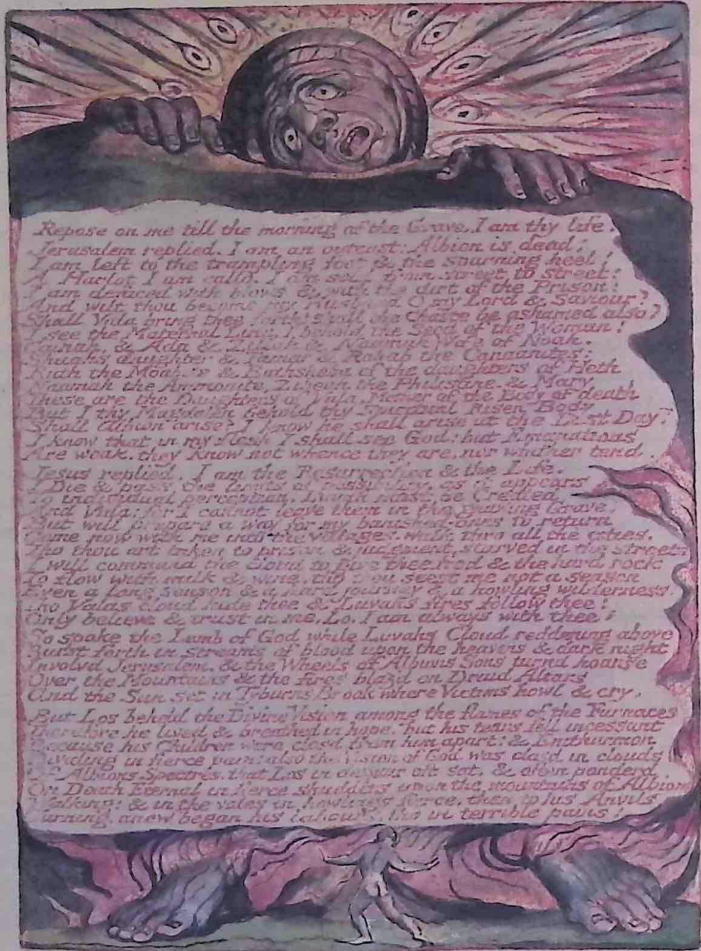 Repose on me till the morning of the Grave. I am thy life.
Jerusalem replied. I am an outcast: Albion is dead!
I am left to the trampling foot & the spurning heel!
A Harlot I am calld. I am sold from street to street!
I am defaced with blows & with the dirt of the Prison!
And wilt thou become my Husband O my Lord & Saviour?
Shall Vala bring thee forth! shall the Chaste be ashamed also?
I see the Maternal Line, I behold the Seed of the Woman!
Cainah, & Ada & Zillah & Naamah Wife of Noah.
Shuahs daughter & Tamar & Rahab the Canaanites:
Ruth the Moabite & Bathsheba of the daughters of Heth
Naamah the Ammonite, Zibeah the Philistine, & Mary
These are the Daughters of Vala, Mother of the Body of death
But I thy Magdalen behold thy Spiritual Risen Body
Shall Albion arise? I know he shall arise at the Last Day!
I know that in my flesh I shall see God: but Emanations
Are weak. they know not whence they are, nor whither tend.
Jesus replied. I am the Resurrection & the Life.
I Die & pass the limits of possibility, as it appears
To individual perception. Luvah must be Created
And Vala; for I cannot leave them in the gnawing Grave.
But will prepare a way for my banished-ones to return
Come now with me into the villages. walk thro all the cities.
Tho thou art taken to prison & judgment, starved in the streets
I will command the cloud to give thee food & the hard rock
To flow with milk & wine, tho thou seest me not a season
Even a long season & a hard journey & a howling wilderness!
Tho Valas cloud hide thee & Luvahs fires follow thee!
Only believe & trust in me, Lo. I am always with thee!
So spoke the Lamb of God while Luvahs Cloud reddening above
Burst forth in streams of blood upon the heavens & dark night
Involvd Jerusalem. & the Wheels of Albions Sons turnd hoarse
Over the Mountains & the fires blazd on Druid Altars
And the Sun set in Tyburns Brook where Victims howl & cry.
But Los beheld the Divine Vision among the flames of the Furnaces
Therefore he lived & breathed in hope. but his tears fell incessant
Because his Children were closd from him apart: & Enitharmon
Dividing in fierce pain: also the Vision of God was closd in clouds
Of Albions Spectres, that Los in despair oft sat, & often ponderd
On Death Eternal in fierce shudders upon the mountains of Albion
Walking: & in the vales in howlings fierce, then to his Anvils
Turning, anew began his labours, tho in terrible pains!